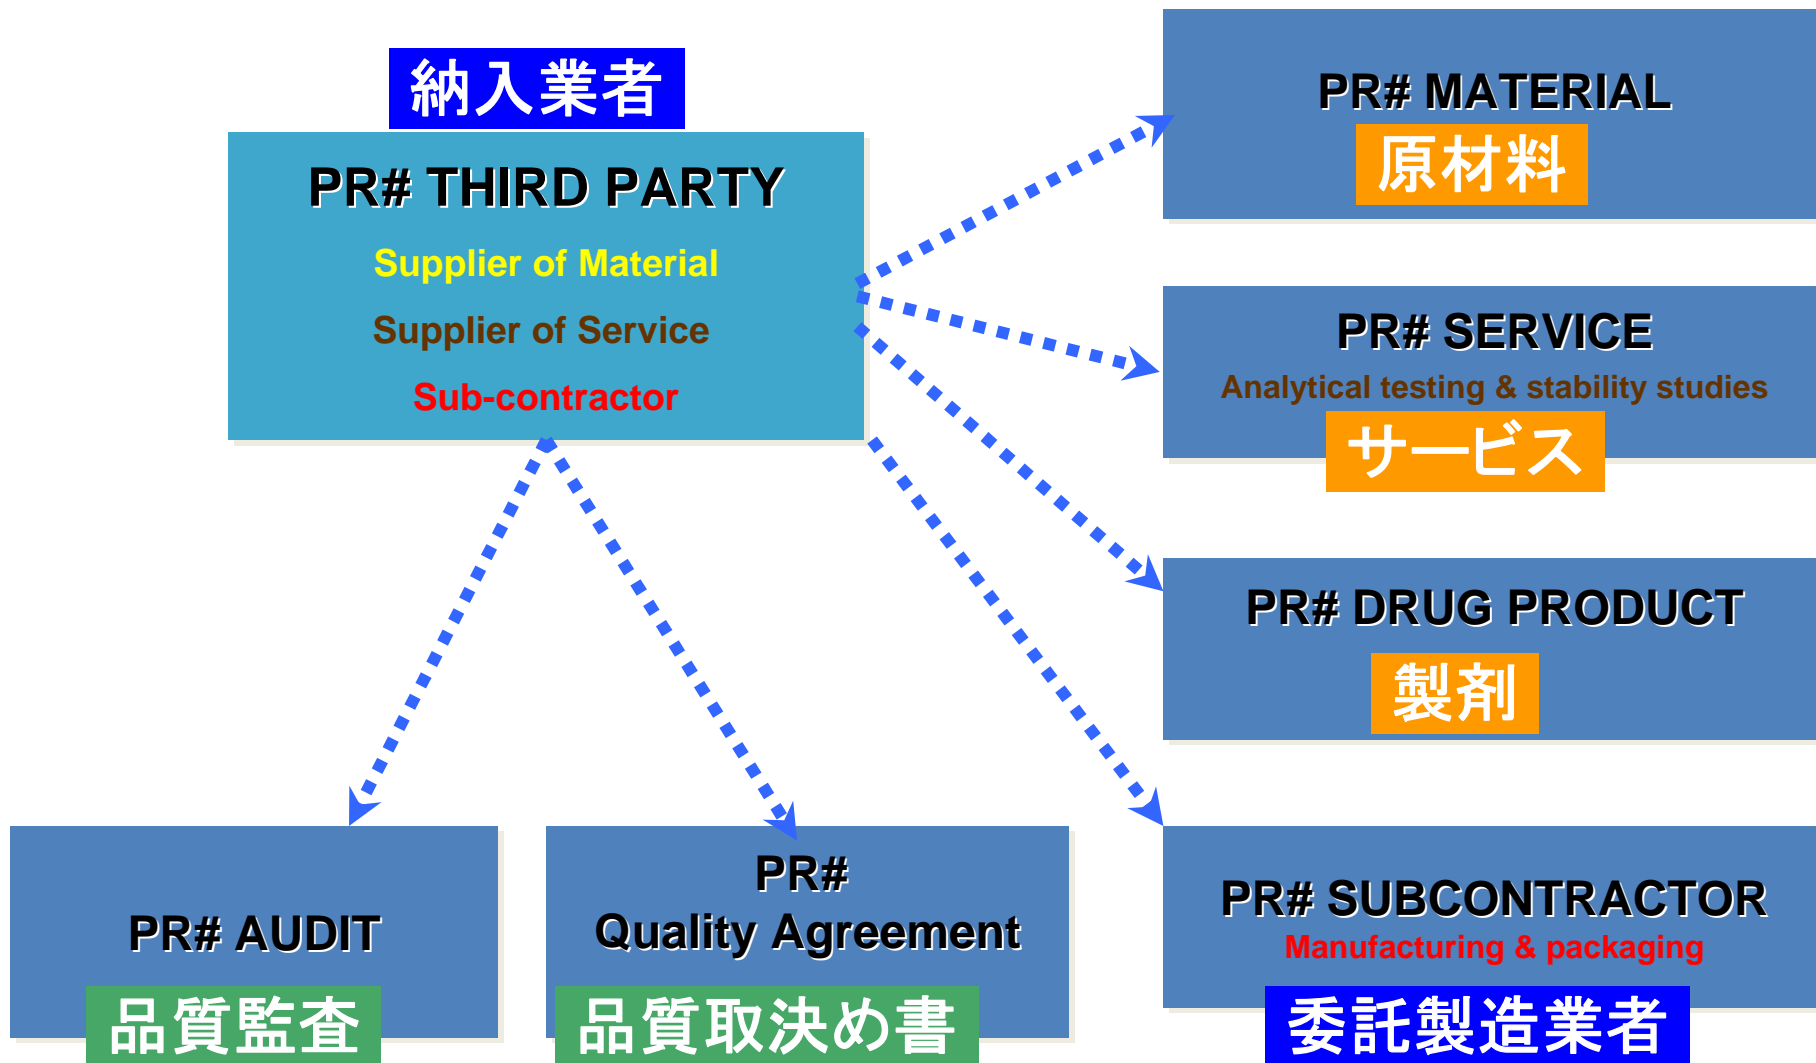 納入業者
PR# THIRD PARTY
Supplier of Material
Supplier of Service
Sub-contractor
PR# MATERIAL
原材料
PR# SERVICE
Analytical testing & stability studies
サービス
PR# DRUG PRODUCT
製剤
PR# AUDIT
品質監査
PR#
Quality Agreement
品質取決め書
PR# SUBCONTRACTOR
Manufacturing & packaging
委託製造業者